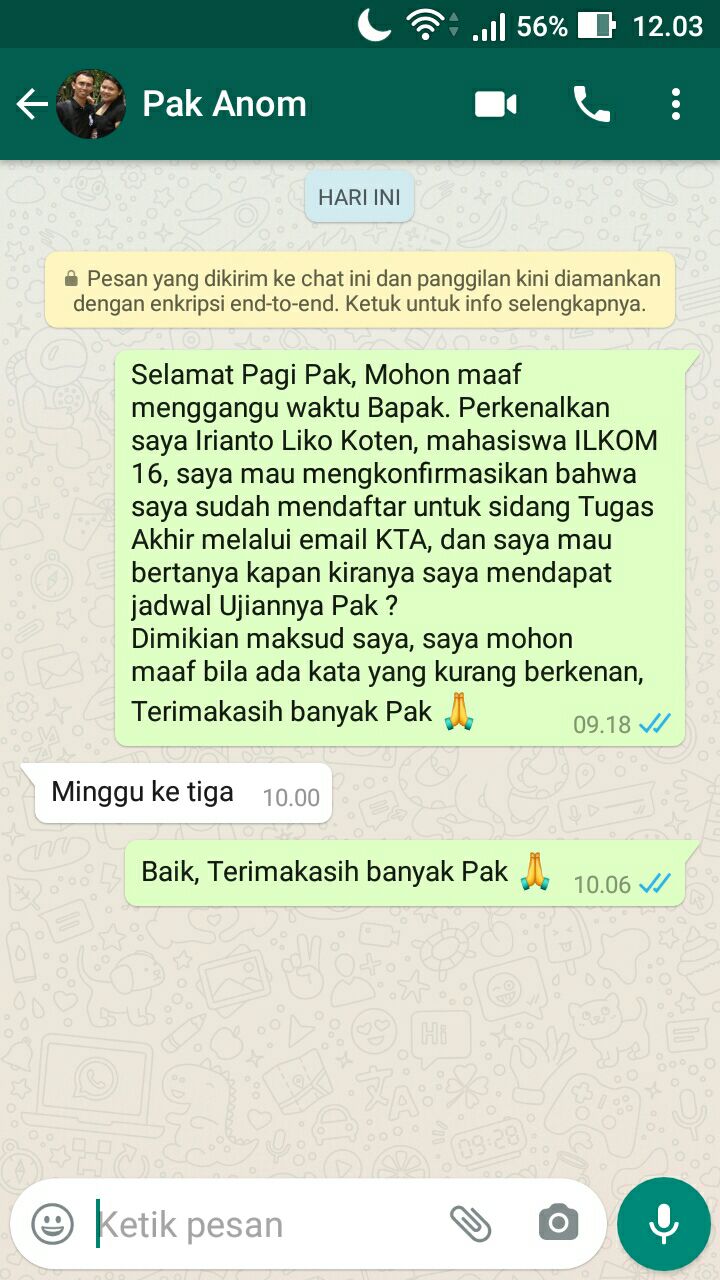 56% 12.03
Pak Anom
HARI INI
Pesan yang dikirim ke chat ini dan panggilan kini diamankan
dengan enkripsi end-to-end. Ketuk untuk info selengkapnya.
Selamat Pagi Pak, Mohon maaf
menggangu waktu Bapak. Perkenalkan
saya Irianto Liko Koten, mahasiswa ILKOM
16, saya mau mengkonfirmasikan bahwa
saya sudah mendaftar untuk sidang Tugas
Akhir melalui email KTA, dan saya mau
bertanya kapan kiranya saya mendapat
jadwal Ujiannya Pak ?
Dimikian maksud saya, saya mohon
maaf bila ada kata yang kurang berkenan,
Terimakasih banyak Pak 🙏 09.18
Minggu ke tiga 10.00
Baik, Terimakasih banyak Pak 🙏 10.06
Hi
09:28
Ketik pesan